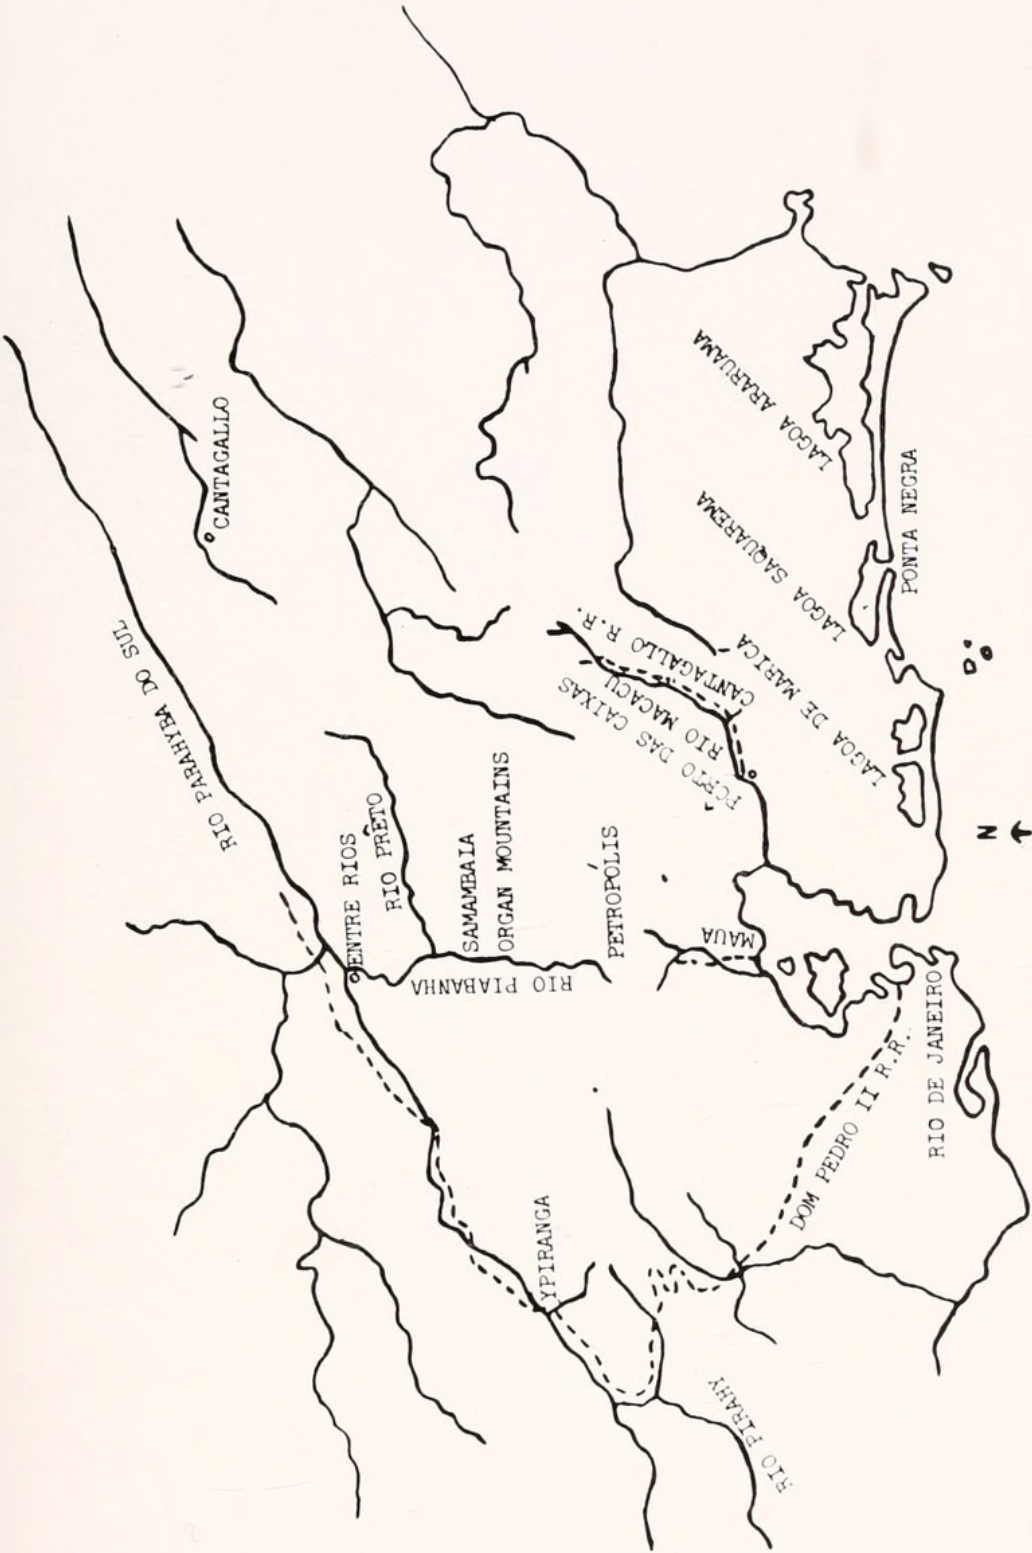 CANTAGALLO
RIO PARAHYBA DO SUL
ENTRE RIOS
RIO PRÊTO
SAMAMBAIA
ORGAN MOUNTAINS
RIO PIABANHA
PETROPÓLIS
MAUA
CANTAGALLO R.R.
RIO MACACU
PÔRTO DAS CAIXAS
LAGOA ARARUAMA
LAGOA SAQUAREMA
LAGOA DE MARICA
PONTA NEGRA
N
YPIRANGA
DOM PEDRO II R.R.
RIO DE JANEIRO
RIO PIRAHY